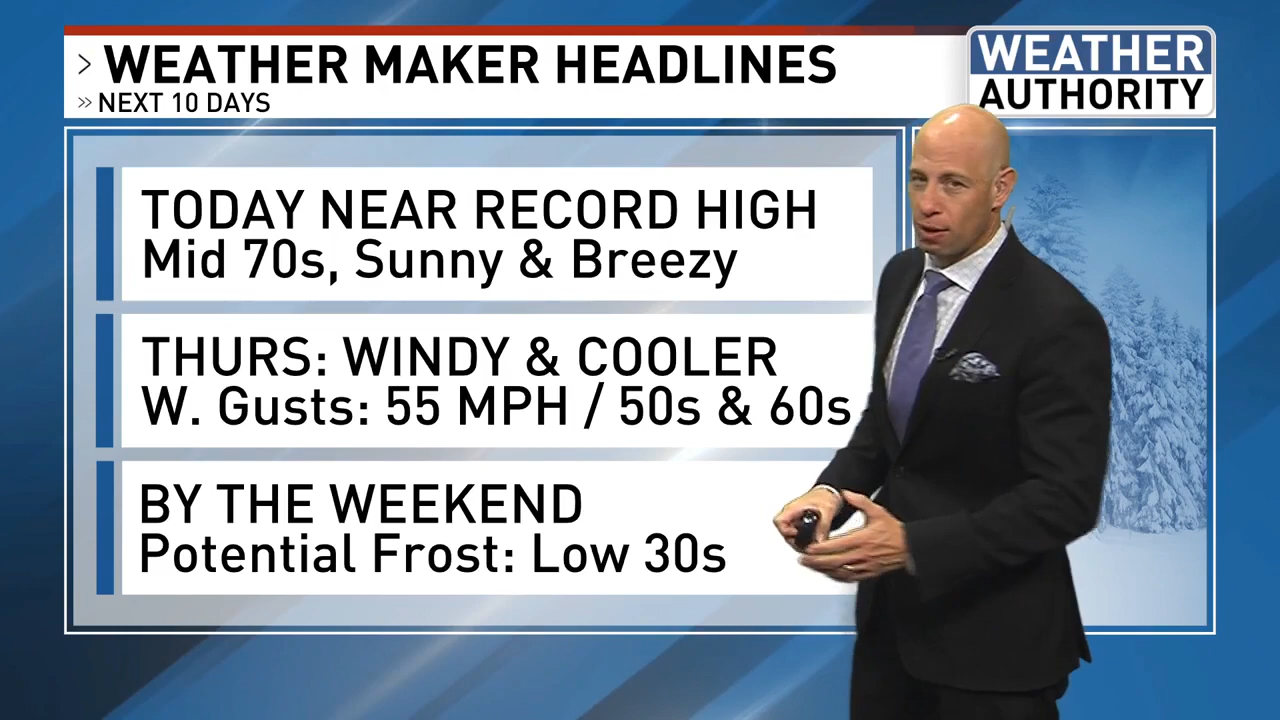 > WEATHER MAKER HEADLINES
» NEXT 10 DAYS
WEATHER
AUTHORITY
TODAY NEAR RECORD HIGH
Mid 70s, Sunny & Breezy
THURS: WINDY & COOLER
W. Gusts: 55 MPH / 50s & 60s
BY THE WEEKEND
Potential Frost: Low 30s